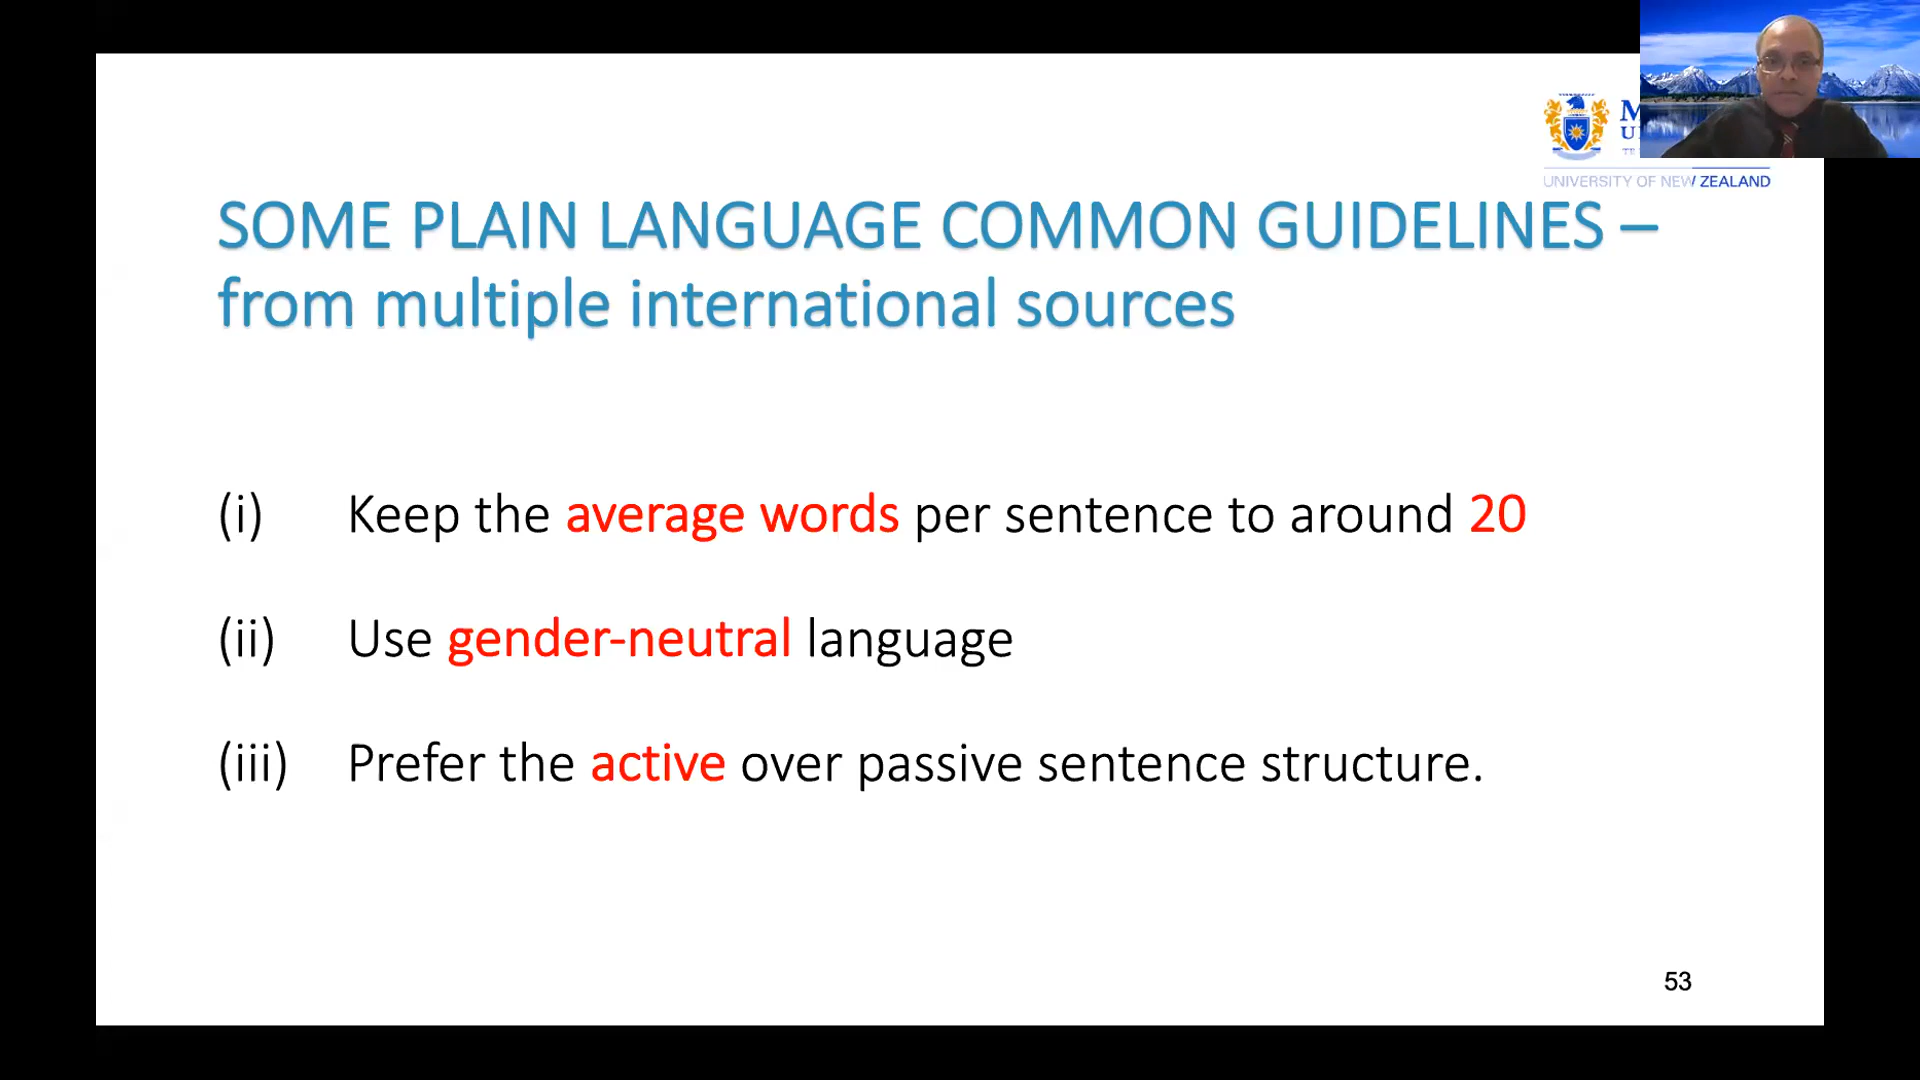 UNIVERSITY OF NEW ZEALAND
SOME PLAIN LANGUAGE COMMON GUIDELINES –
from multiple international sources
(i) Keep the average words per sentence to around 20
(ii) Use gender-neutral language
(iii) Prefer the active over passive sentence structure.
53